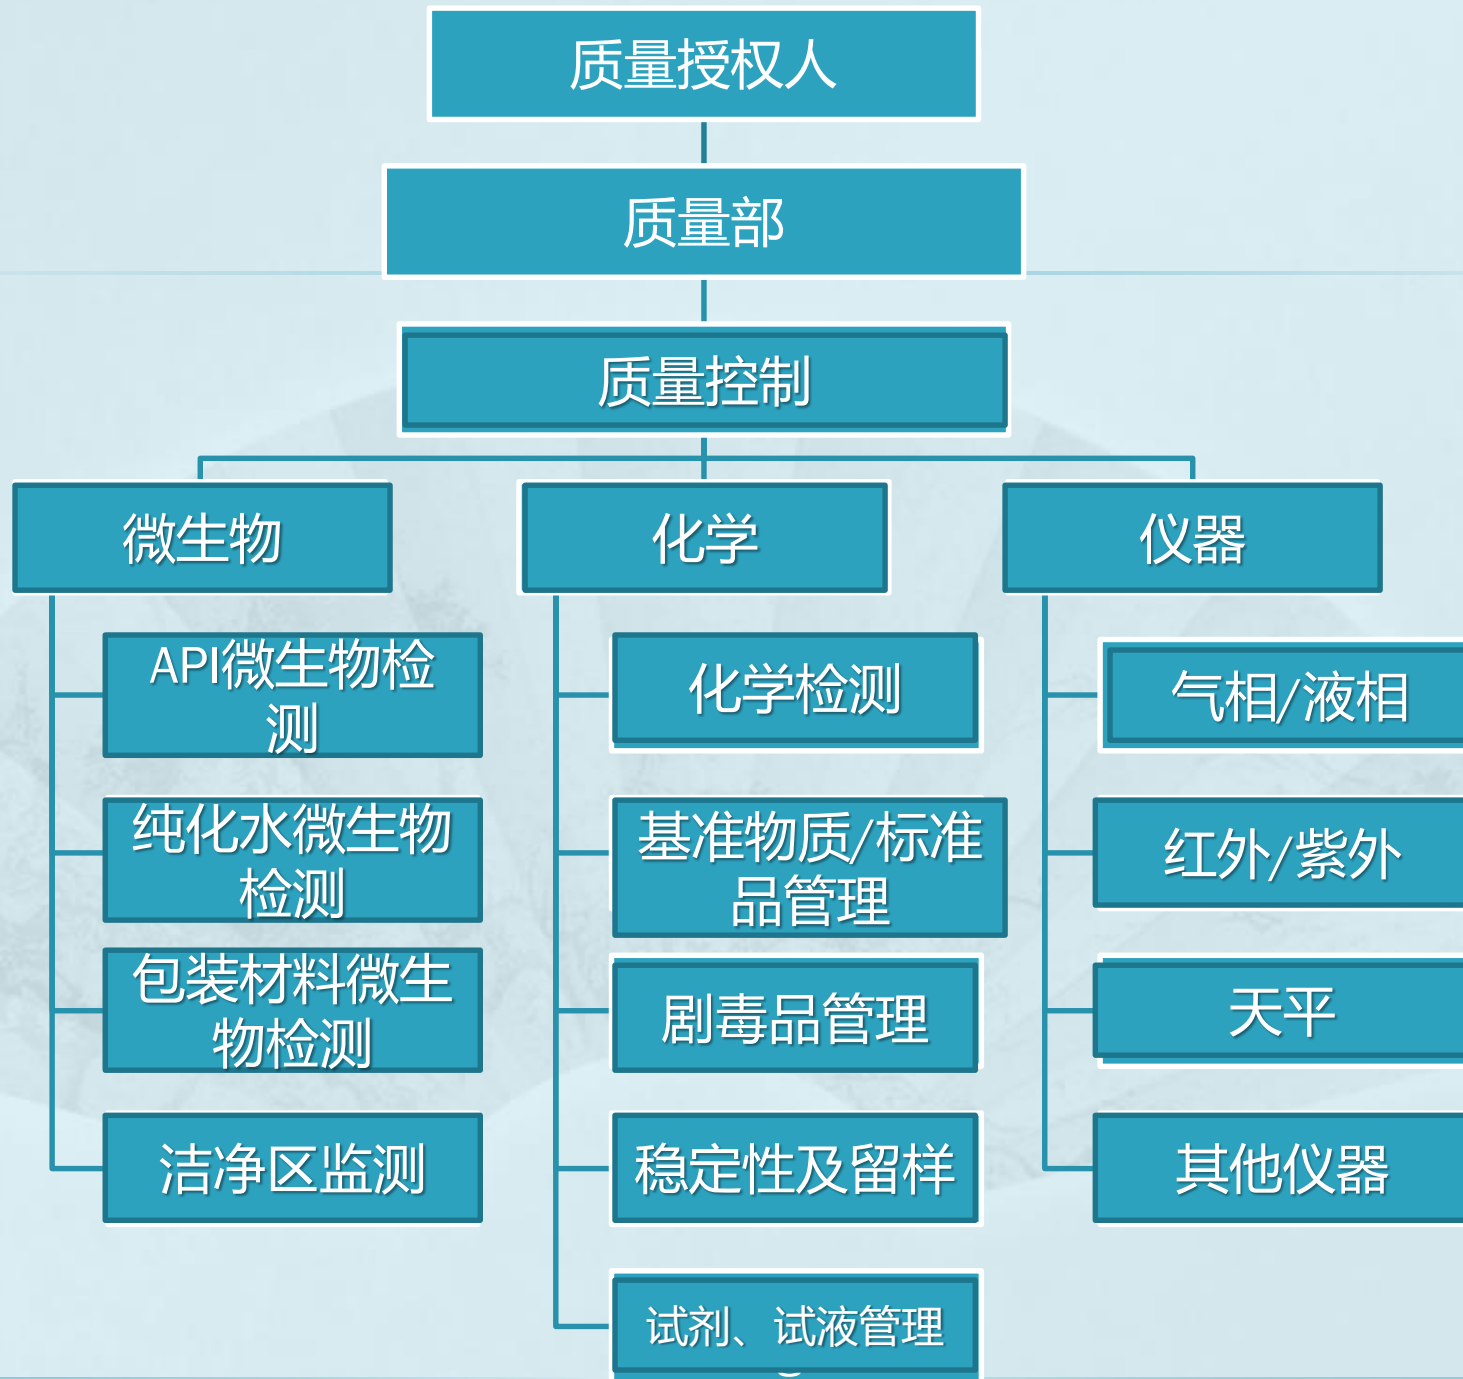 质量授权人
质量部
质量控制
微生物
API微生物检
测
纯化水微生物
检测
包装材料微生
物检测
洁净区监测
化学
化学检测
基准物质/标准
品管理
剧毒品管理
稳定性及留样
试剂、试液管理
仪器
气相/液相
红外/紫外
天平
其他仪器